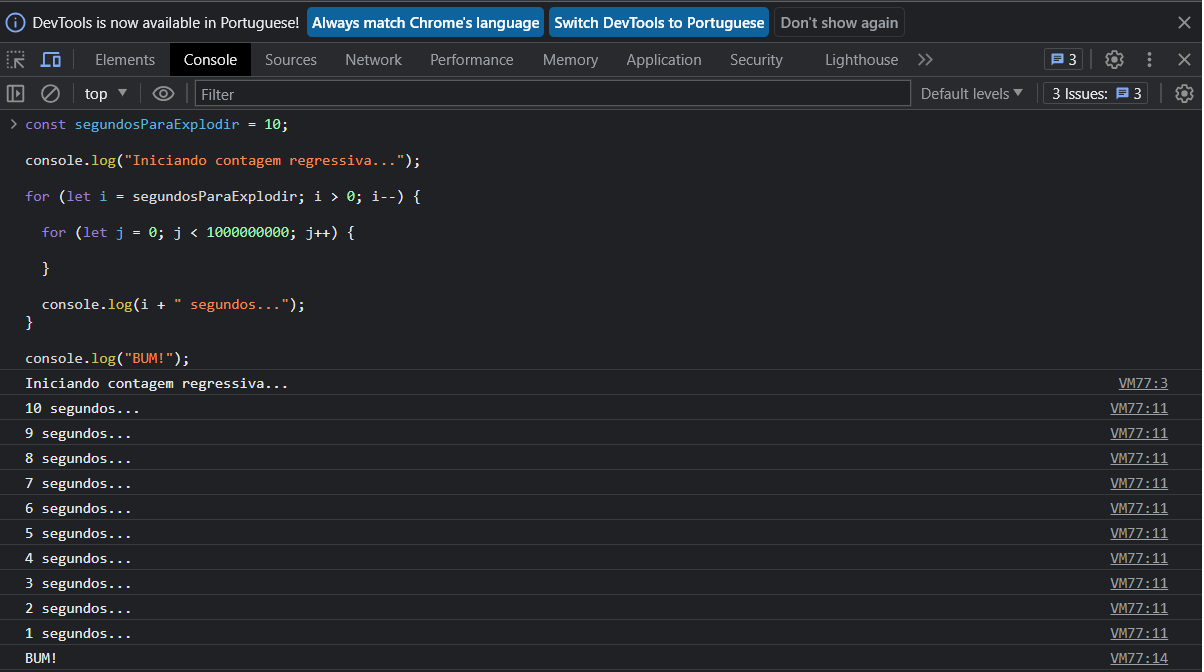 DevTools is now available in Portuguese! Always match Chrome's language Switch DevTools to Portuguese Don't show again
Elements Console Sources Network Performance Memory Application Security Lighthouse 3
top Filter Default levels 3 Issues: 3
const segundosParaExplodir = 10;
console.log("Iniciando contagem regressiva...");
for (let i = segundosParaExplodir; i > 0; i--) {
for (let j = 0; j < 1000000000; j++) {
}
console.log(i + " segundos...");
}
console.log("BUM!");
Iniciando contagem regressiva... VM77:3
10 segundos... VM77:11
9 segundos... VM77:11
8 segundos... VM77:11
7 segundos... VM77:11
6 segundos... VM77:11
5 segundos... VM77:11
4 segundos... VM77:11
3 segundos... VM77:11
2 segundos... VM77:11
1 segundos... VM77:11
BUM! VM77:14